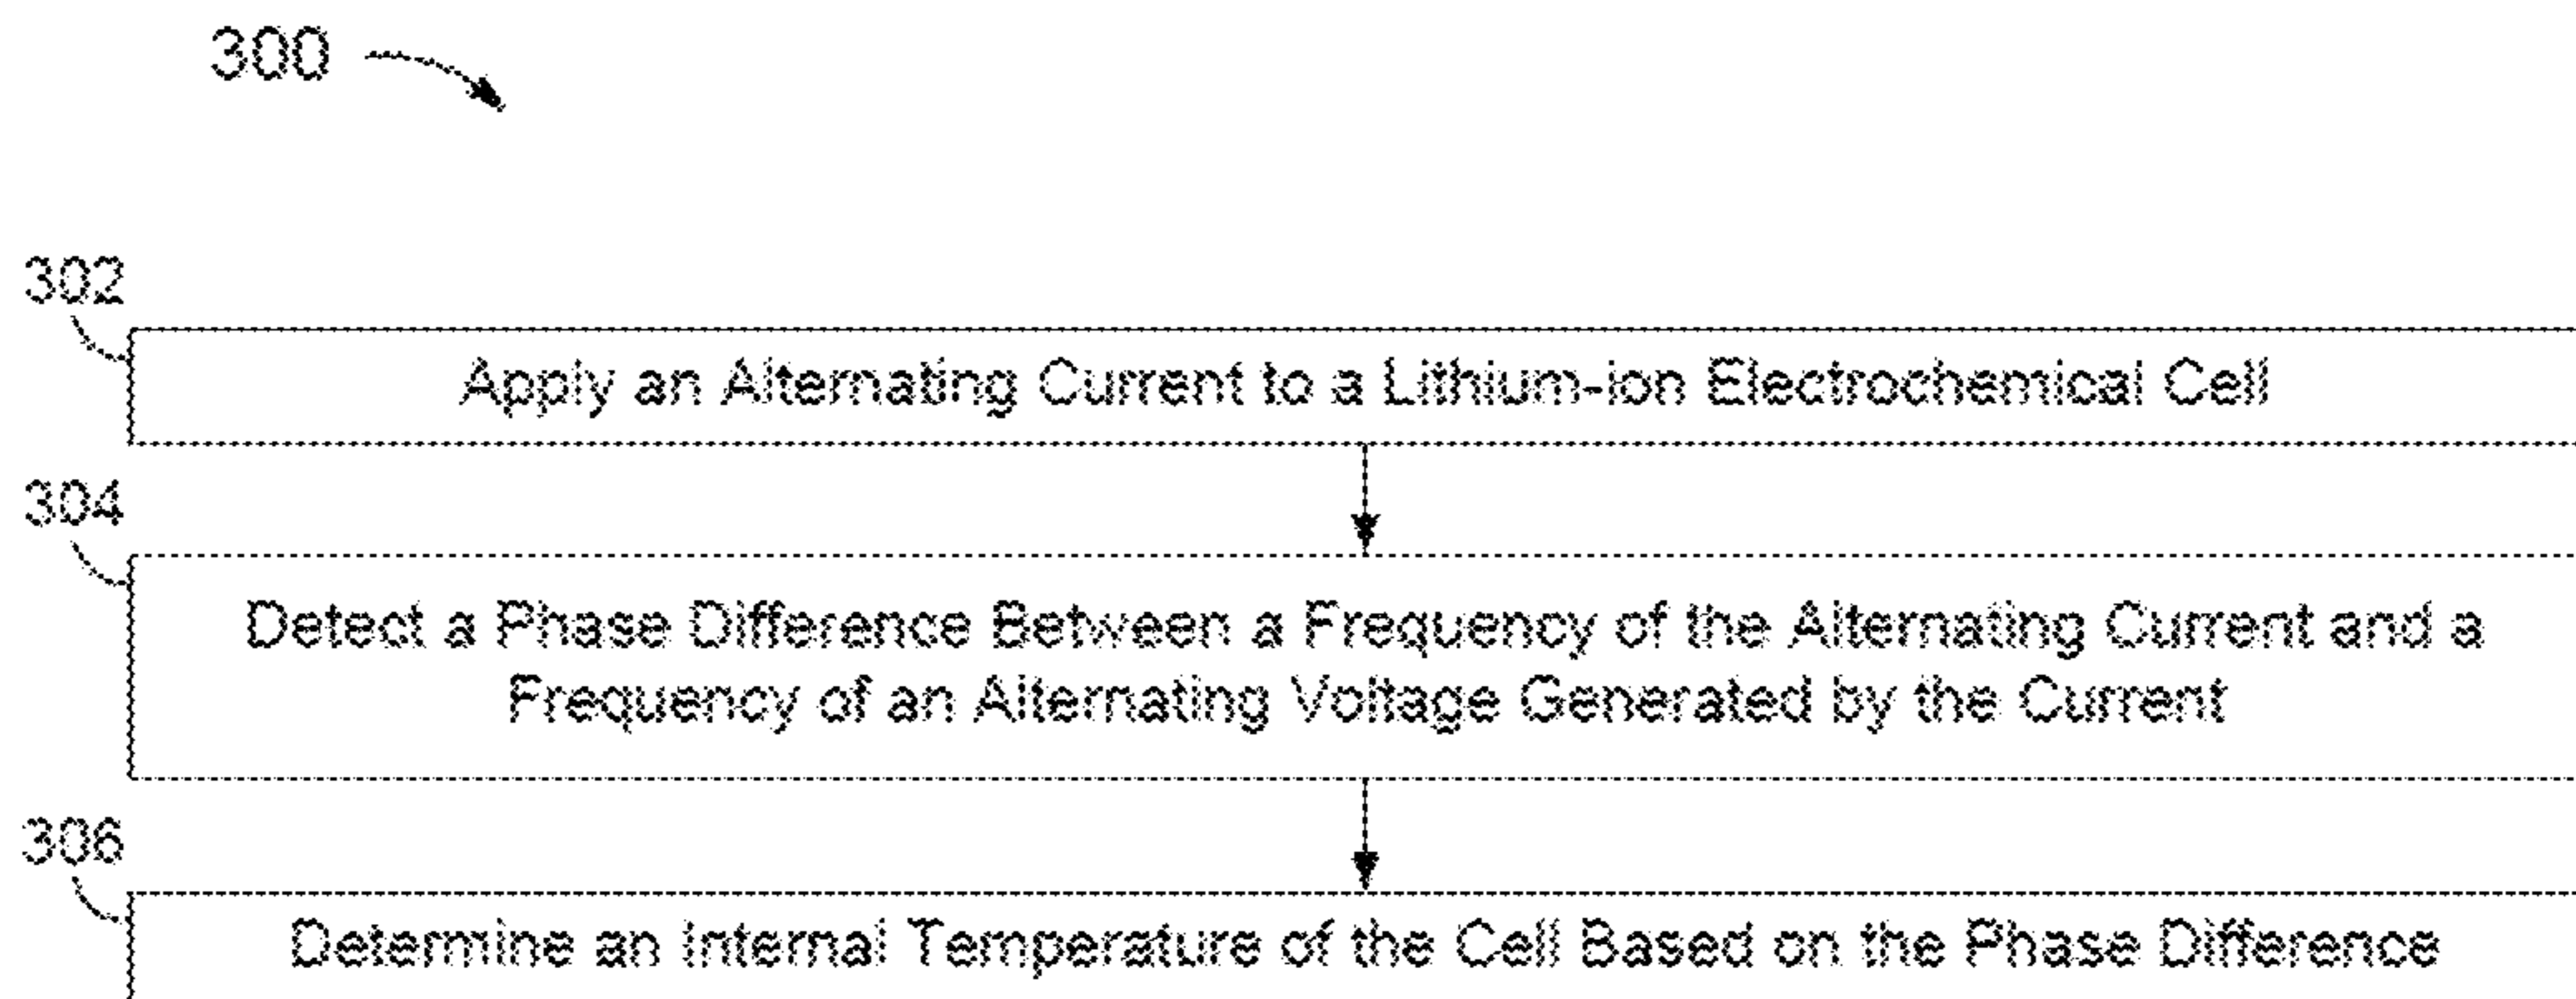 300
302
Apply an Alternating Current to a Lithium-ion Electrochemical Cell
304
Detect a Phase Difference Between a Frequency of the Alternating Current and a
Frequency of an Alternating Voltage Generated by the Current
306
Determine an Internal Temperature of the Cell Based on the Phase Difference